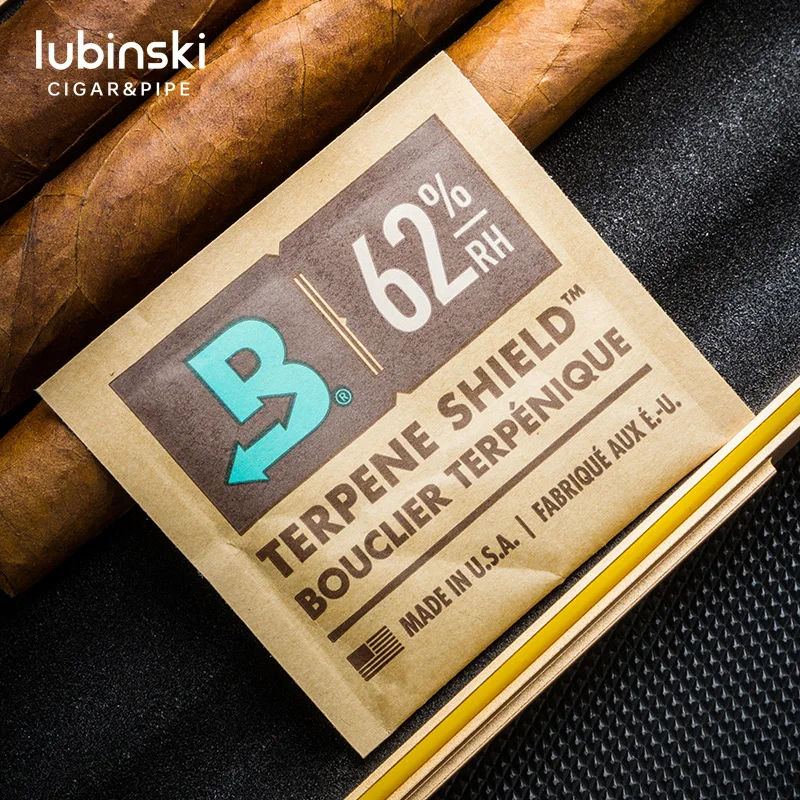 lubinski
CIGAR&PIPE
B®
62% RH
TERPENE SHIELD™
BOUCLIER TERPÉNIQUE
MADE IN U.S.A. | FABRIQUÉ AUX É.-U.